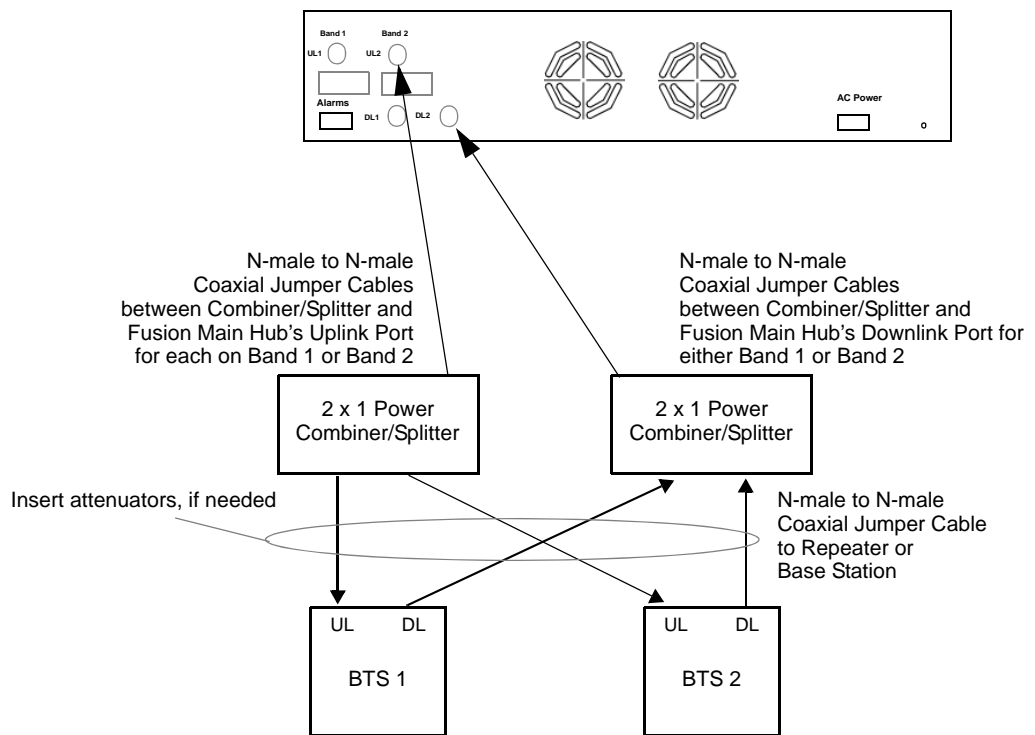 Band 1
Band 2
UL1
UL2
Alarms
DL1
DL2
AC Power
N-male to N-male
Coaxial Jumper Cables
between Combiner/Splitter and
Fusion Main Hub's Uplink Port
for each on Band 1 or Band 2
N-male to N-male
Coaxial Jumper Cables
between Combiner/Splitter and
Fusion Main Hub's Downlink Port for
either Band 1 or Band 2
2 x 1 Power
Combiner/Splitter
2 x 1 Power
Combiner/Splitter
Insert attenuators, if needed
N-male to N-male
Coaxial Jumper Cable
to Repeater or
Base Station
UL DL
BTS 1
UL DL
BTS 2